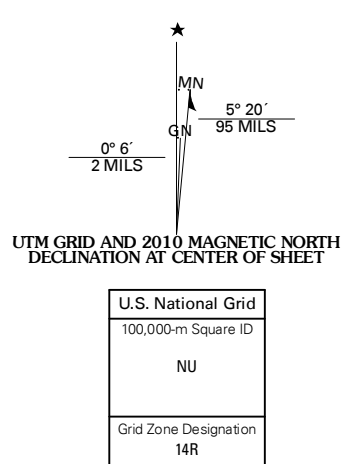 MN
5° 20´
95 MILS
GN
0° 6´
2 MILS
UTM GRID AND 2010 MAGNETIC NORTH
DECLINATION AT CENTER OF SHEET
U.S. National Grid
100,000-m Square ID
NU
Grid Zone Designation
14R